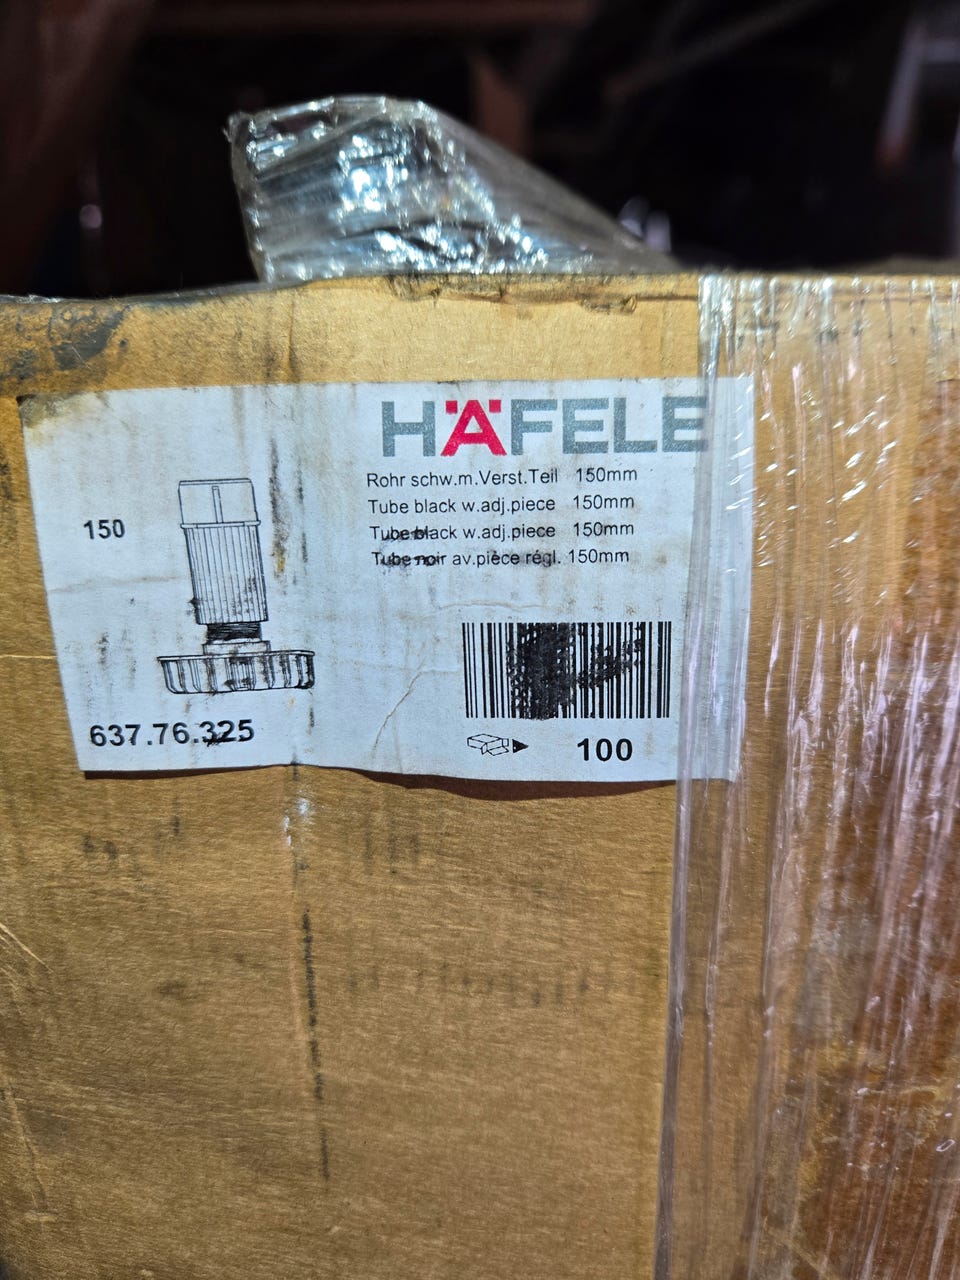 HÄFELE
Rohr schw.m.Verst.Teil 150mm
Tube black w.adj.piece 150mm
Tube black w.adj.piece 150mm
Tube noir av.pièce régl. 150mm
150
637.76.325
100